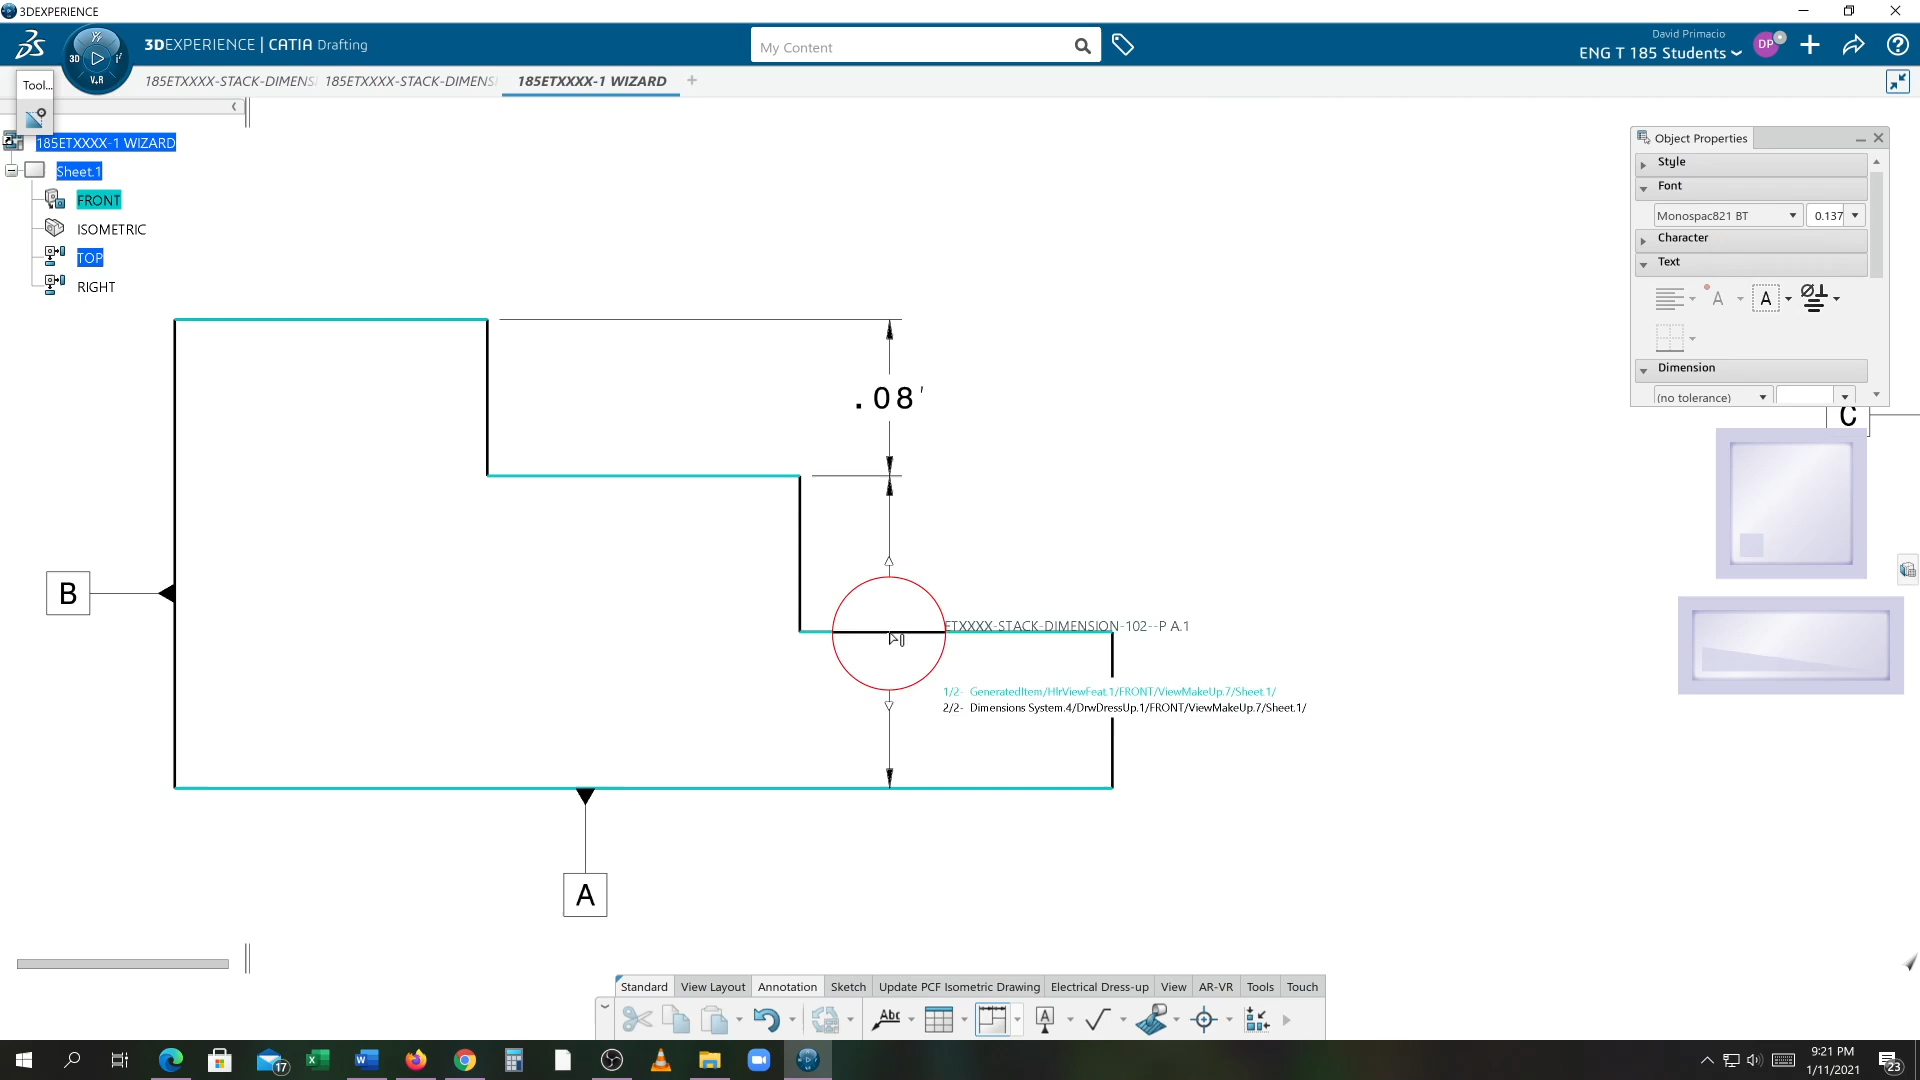 3DEXPERIENCE
3DEXPERIENCE | CATIA Drafting
My Content
David Primacio
ENG T 185 Students
DP
3D
V.R
185ETXXXX-STACK-DIMENS
185ETXXXX-STACK-DIMENS
185ETXXXX-1 WIZARD
Tool...
185ETXXXX-1 WIZARD
Sheet.1
FRONT
ISOMETRIC
TOP
RIGHT
Object Properties
Style
Font
Monospac821 BT
0.137
Character
Text
Dimension
(no tolerance)
C
.08'
B
ETXXXX-STACK-DIMENSION-102--P A.1
1/2- GeneratedItem/HlrViewFeat.1/FRONT/ViewMakeUp.7/Sheet.1/
2/2- Dimensions System.4/DrwDressUp.1/FRONT/ViewMakeUp.7/Sheet.1/
A
Standard
View Layout
Annotation
Sketch
Update PCF Isometric Drawing
Electrical Dress-up
View
AR-VR
Tools
Touch
Abc
A
17
9:21 PM
1/11/2021
23